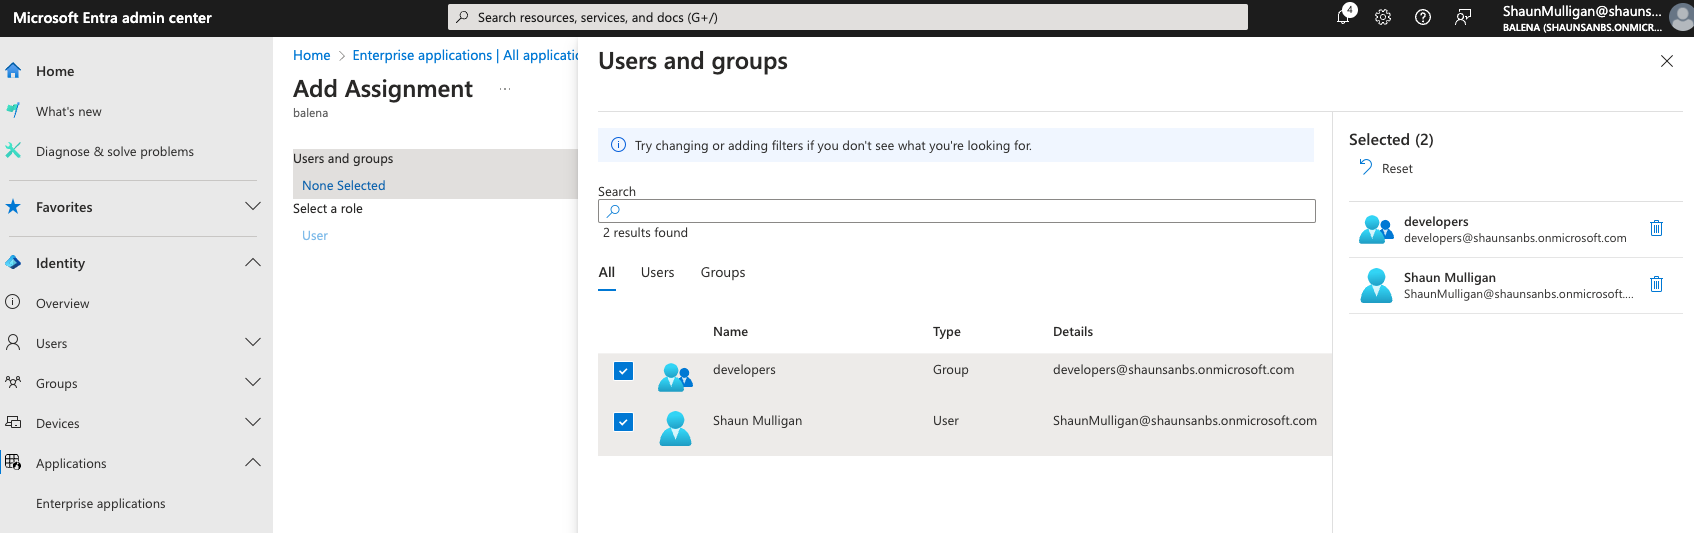 Microsoft Entra admin center
Search resources, services, and docs (G+/)
4
ShaunMulligan@shauns...
BALENA (SHAUNSANBS.ONMICR...
Home
What's new
Diagnose & solve problems
Favorites
Identity
Overview
Users
Groups
Devices
Applications
Enterprise applications
Home > Enterprise applications | All applicatio
Add Assignment ...
balena
Users and groups
None Selected
Select a role
User
Users and groups
Try changing or adding filters if you don't see what you're looking for.
Search
2 results found
All Users Groups
Name Type Details
developers Group developers@shaunsanbs.onmicrosoft.com
Shaun Mulligan User ShaunMulligan@shaunsanbs.onmicrosoft.com
Selected (2)
Reset
developers
developers@shaunsanbs.onmicrosoft.com
Shaun Mulligan
ShaunMulligan@shaunsanbs.onmicrosoft....